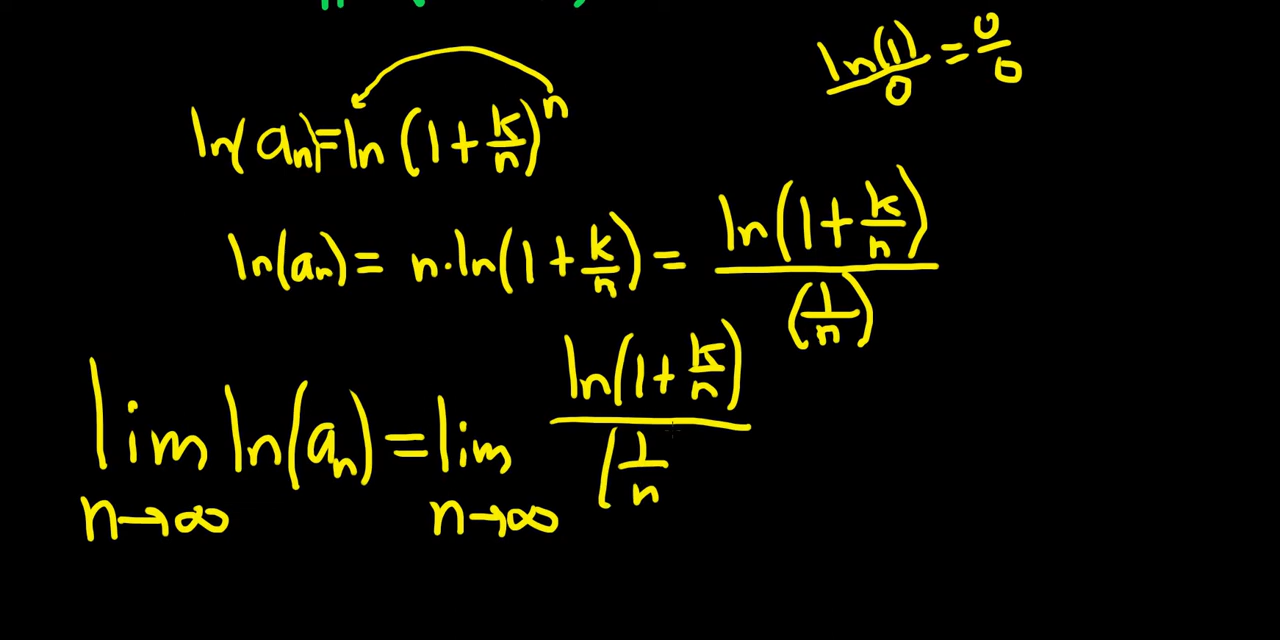 ln(1)/0 = 0/0
ln(aₙ) = ln (1 + k/n)ⁿ
ln(aₙ) = n·ln(1 + k/n) = ln(1 + k/n) / (1/n)
lim n→∞ ln(aₙ) = lim n→∞ ln(1 + k/n) / (1/n